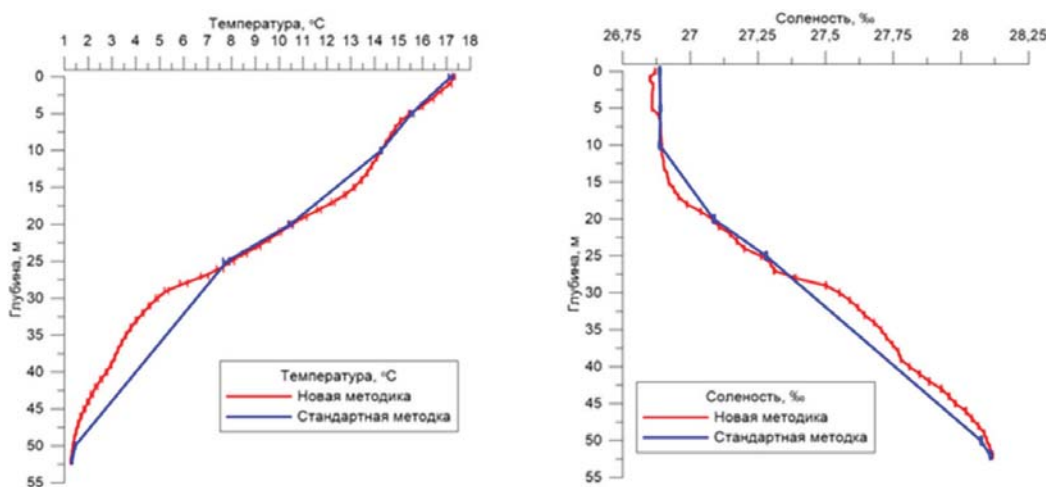 Температура, °C
1 2 3 4 5 6 7 8 9 10 11 12 13 14 15 16 17 18
0
5
10
15
20
25
30
35
40
45
50
55
Глубина, м
Температура, °C
Новая методика
Стандартная методка
Соленость, ‰
26,75 27 27,25 27,5 27,75 28 28,25
0
5
10
15
20
25
30
35
40
45
50
55
Глубина, м
Соленость, ‰
Новая методика
Стандартная методка